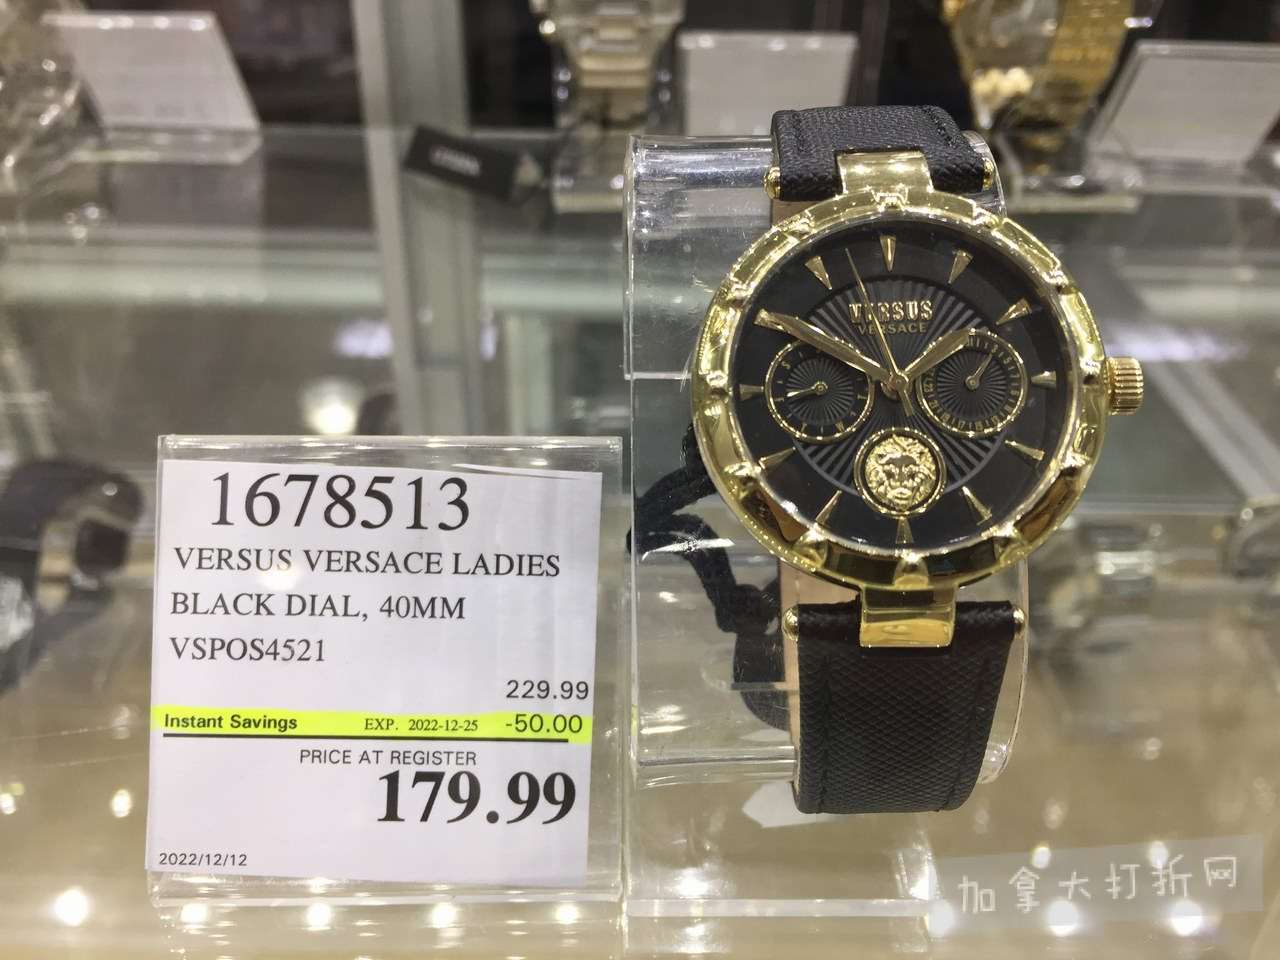 1678513
VERSUS VERSACE LADIES
BLACK DIAL, 40MM
VSPOS4521
229.99
Instant Savings EXP. 2022-12-25 -50.00
PRICE AT REGISTER
179.99
2022/12/12
VERSUS
VERSACE
CITIZEN
加拿大打折网